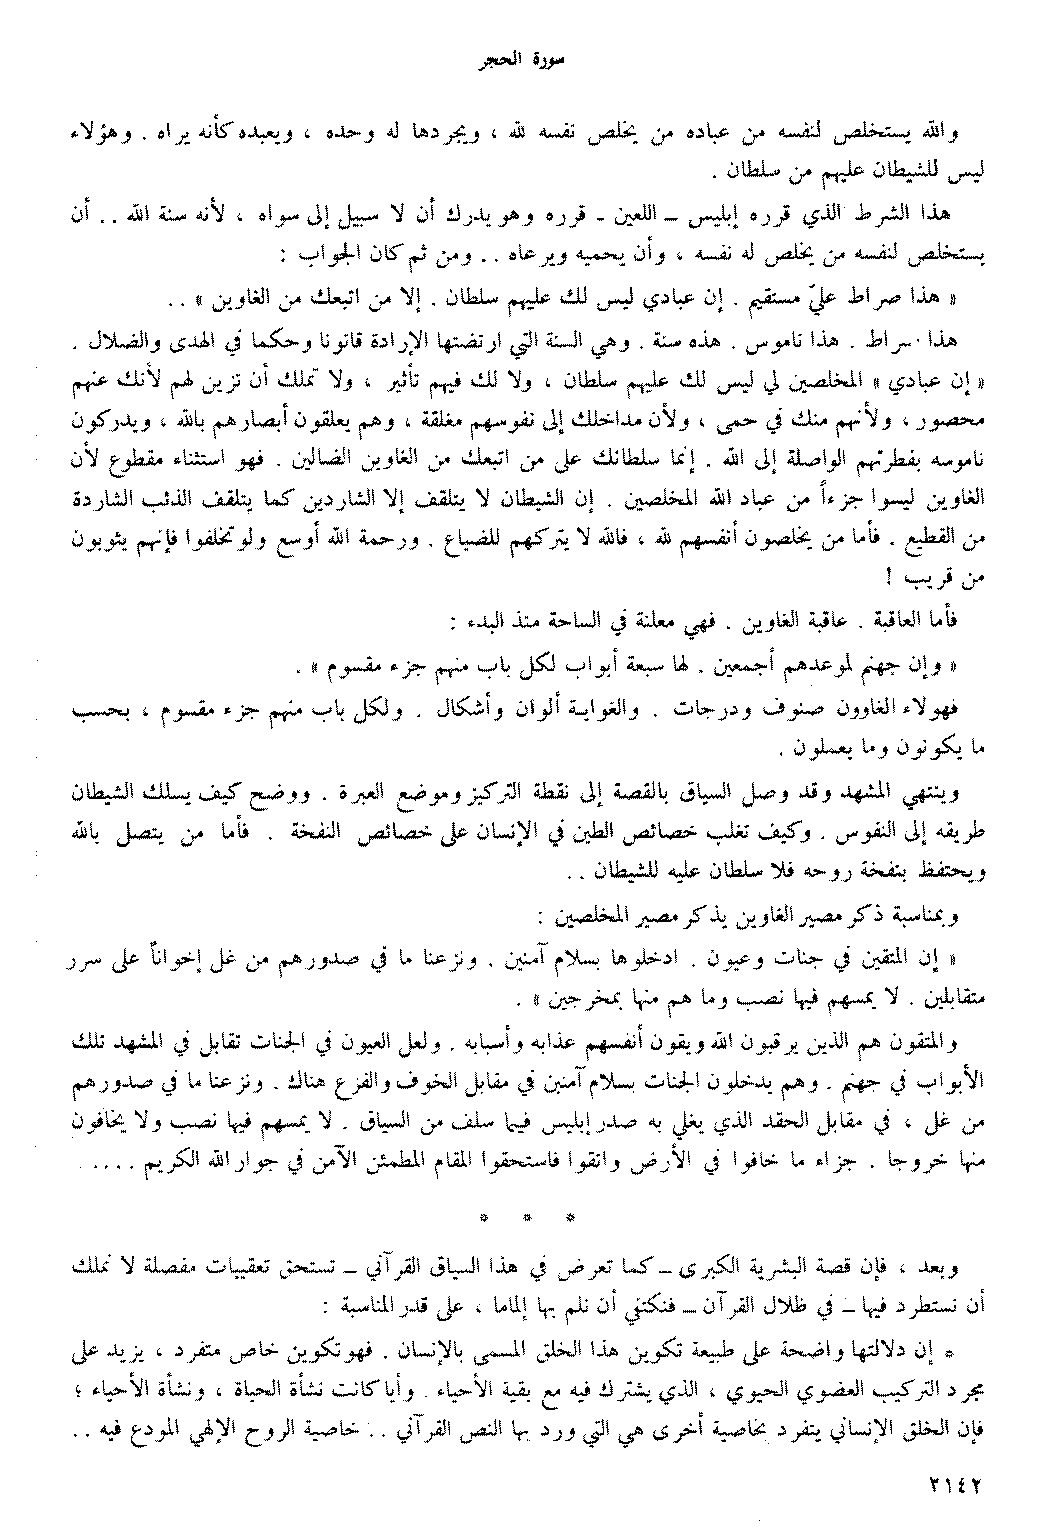 سورة الحجر
والله يستخلص لنفسه من عباده من يخلص نفسه لله ، ويجردها له وحده ، ويعبده كأنه يراه . وهؤلاء
ليس للشيطان عليهم من سلطان .
هذا الشرط الذي قرره إبليس – اللعين – قرره وهو يدرك أن لا سبيل إلى سواه ، لأنه سنة الله .. أن
يستخلص لنفسه من يخلص له نفسه ، وأن يحميه ويرعاه .. ومن ثم كان الجواب :
« هذا صراط عليّ مستقيم . إن عبادي ليس لك عليهم سلطان . إلا من اتبعك من الغاوين » ..
هذا سراط . هذا ناموس . هذه سنة . وهي السنة التي ارتضتها الإرادة قانونا وحكما في الهدى والضلال .
« إن عبادي » المخلصين لي ليس لك عليهم سلطان ، ولا لك فيهم تأثير ، ولا تملك أن تزين لهم لأنك عنهم
محصور ، ولأنهم منك في حمى ، ولأن مداخلك إلى نفوسهم مغلقة ، وهم يعلقون أبصارهم بالله ، ويدركون
ناموسه بفطرتهم الواصلة إلى الله . إنما سلطانك على من اتبعك من الغاوين الضالين . فهو استثناء مقطوع لأن
الغاوين ليسوا جزءاً من عباد الله المخلصين . إن الشيطان لا يتلقف إلا الشاردين كما يتلقف الذئب الشاردة
من القطيع . فأما من يخلصون أنفسهم لله ، فالله لا يتركهم للضياع . ورحمة الله أوسع ولو تخلفوا فإنهم يثوبون
من قريب !
فأما العاقبة . عاقبة الغاوين . فهي معلنة في الساحة منذ البدء :
« وإن جهنم لموعدهم أجمعين . لها سبعة أبواب لكل باب منهم جزء مقسوم » .
فهولاء الغاوون صنوف ودرجات . والغواية ألوان وأشكال . ولكل باب منهم جزء مقسوم ، بحسب
ما يكونون وما يعملون .
وينتهي المشهد وقد وصل السياق بالقصة إلى نقطة التركيز وموضع العبرة . ووضح كيف يسلك الشيطان
طريقه إلى النفوس . وكيف تغلب خصائص الطين في الإنسان على خصائص النفخة . فأما من يتصل بالله
ويحتفظ بنفخة روحه فلا سلطان عليه للشيطان ..
وبمناسبة ذكر مصير الغاوين يذكر مصير المخلصين :
« إن المتقين في جنات وعيون . ادخلوها بسلام آمنين . ونزعنا ما في صدورهم من غل إخواناً على سرر
متقابلين . لا يمسهم فيها نصب وما هم منها بمخرجين » .
والمتقون هم الذين يرقبون الله ويقون أنفسهم عذابه وأسبابه . ولعل العيون في الجنات تقابل في المشهد تلك
الأبواب في جهنم . وهم يدخلون الجنات بسلام آمنين في مقابل الخوف والفزع هناك . ونزعنا ما في صدورهم
من غل ، في مقابل الحقد الذي يغلي به صدر إبليس فيما سلف من السياق . لا يمسهم فيها نصب ولا يخافون
منها خروجا . جزاء ما خافوا في الأرض واتقوا فاستحقوا المقام المطمئن الآمن في جوار الله الكريم .....
* * *
وبعد ، فإن قصة البشرية الكبرى – كما تعرض في هذا السياق القرآني – تستحق تعقيبات مفصلة لا نملك
أن نستطرد فيها – في ظلال القرآن – فنكتفي أن نلم بها إلماما ، على قدر المناسبة :
* إن دلالتها واضحة على طبيعة تكوين هذا الخلق المسمى بالإنسان . فهو تكوين خاص متفرد ، يزيد على
مجرد التركيب العضوي الحيوي ، الذي يشترك فيه مع بقية الأحياء . وأيا كانت نشأة الحياة ، ونشأة الأحياء ؛
فإن الخلق الإنساني يتفرد بخاصية أخرى هي التي ورد بها النص القرآني .. خاصية الروح الإلهي المودع فيه ..
٢١٤٢